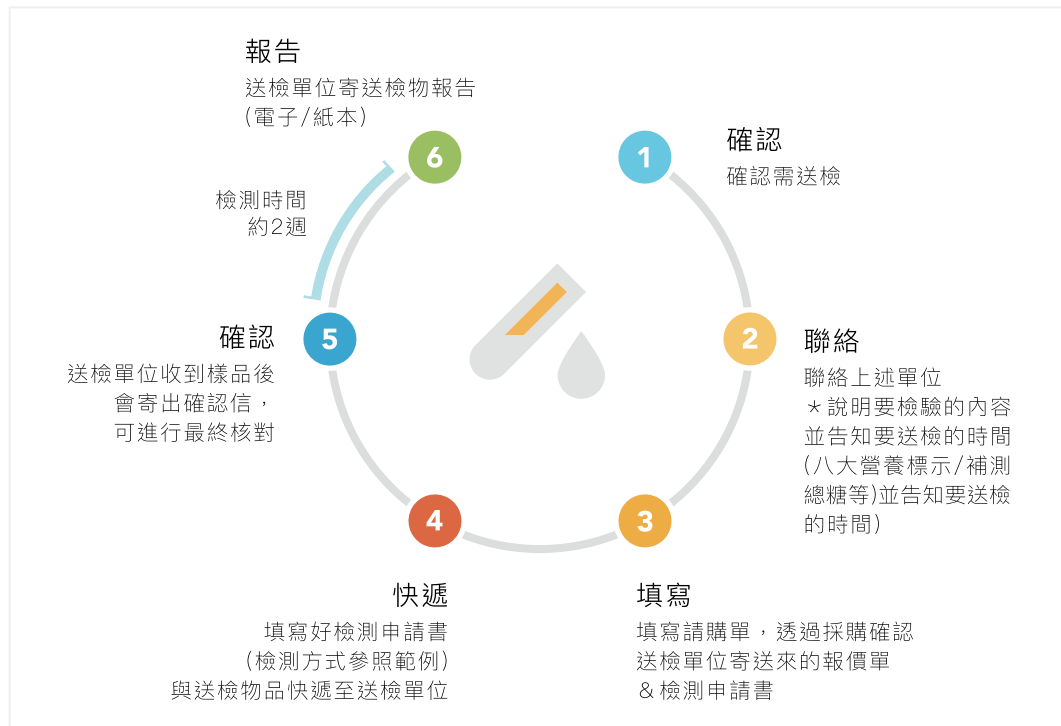 1
確認
確認需送檢
2
聯絡
聯絡上述單位
＊說明要檢驗的內容
並告知要送檢的時間
(八大營養標示/補測
總糖等)並告知要送檢
的時間)
3
填寫
填寫請購單，透過採購確認
送檢單位寄送來的報價單
＆檢測申請書
4
快遞
填寫好檢測申請書
(檢測方式參照範例)
與送檢物品快遞至送檢單位
5
確認
送檢單位收到樣品後
會寄出確認信，
可進行最終核對
檢測時間
約2週
6
報告
送檢單位寄送檢物報告
(電子/紙本)